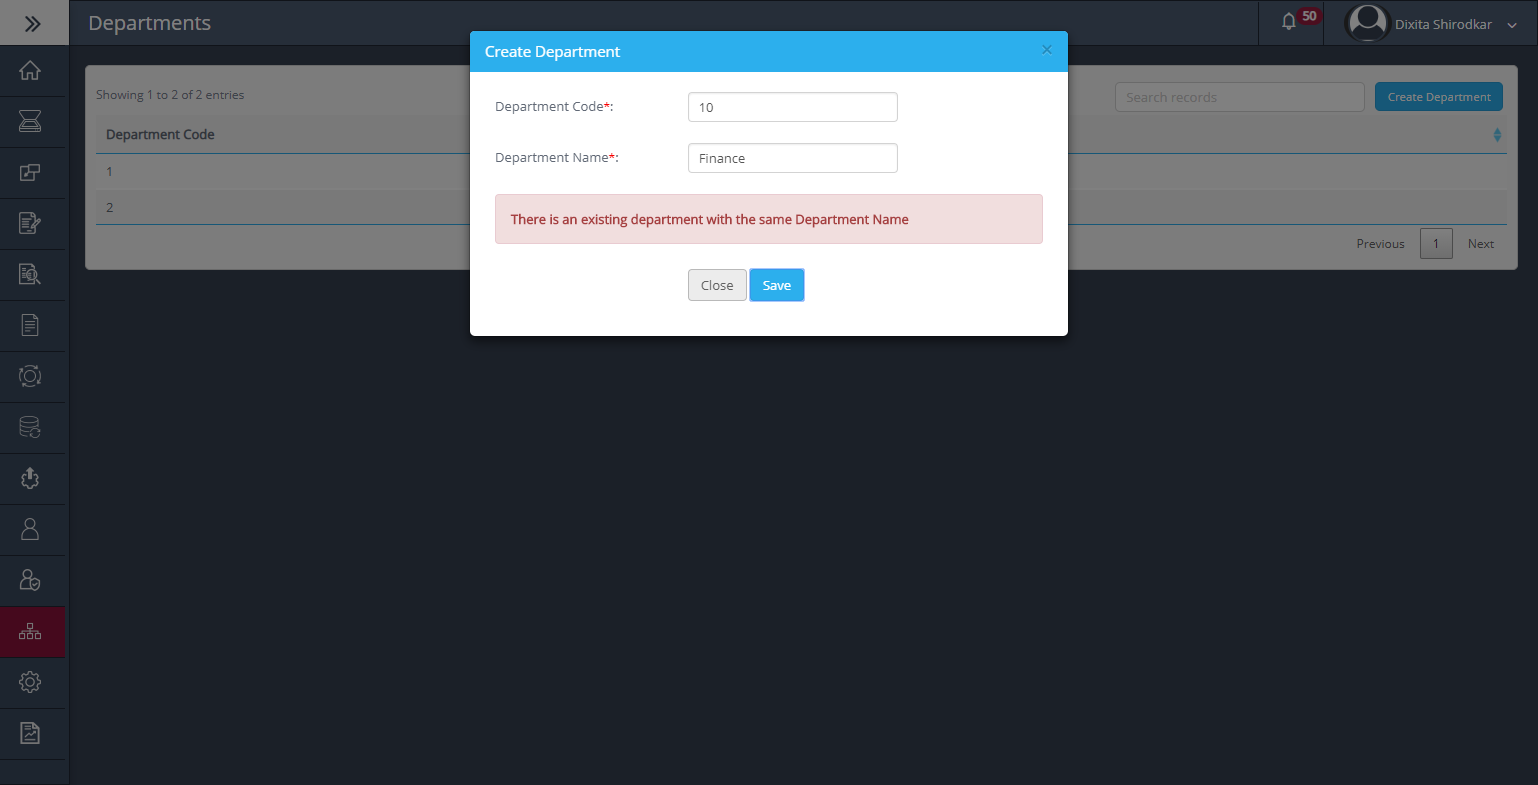 Departments
50
Dixita Shirodkar
Create Department
×
Showing 1 to 2 of 2 entries
Search records
Create Department
Department Code*:
10
Department Code
Department Name*:
Finance
1
2
There is an existing department with the same Department Name
Previous
1
Next
Close
Save